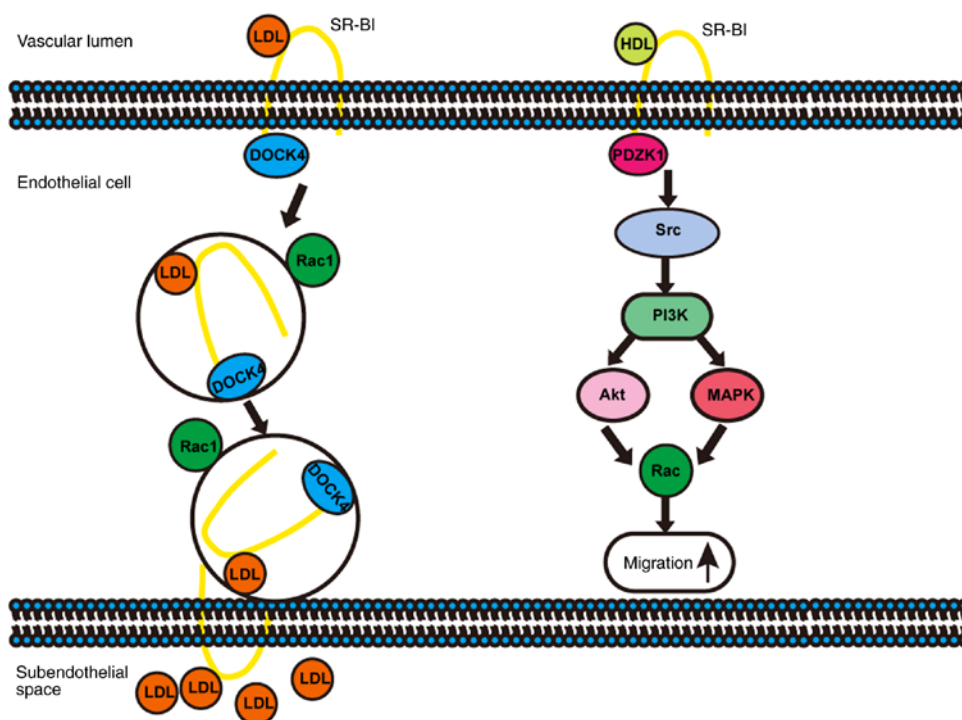 Vascular lumen
LDL
SR-BI
HDL
SR-BI
DOCK4
PDZK1
Endothelial cell
Src
LDL
Rac1
PI3K
DOCK4
Akt
MAPK
Rac1
DOCK4
Rac
LDL
Migration
Subendothelial
space
LDL
LDL
LDL
LDL